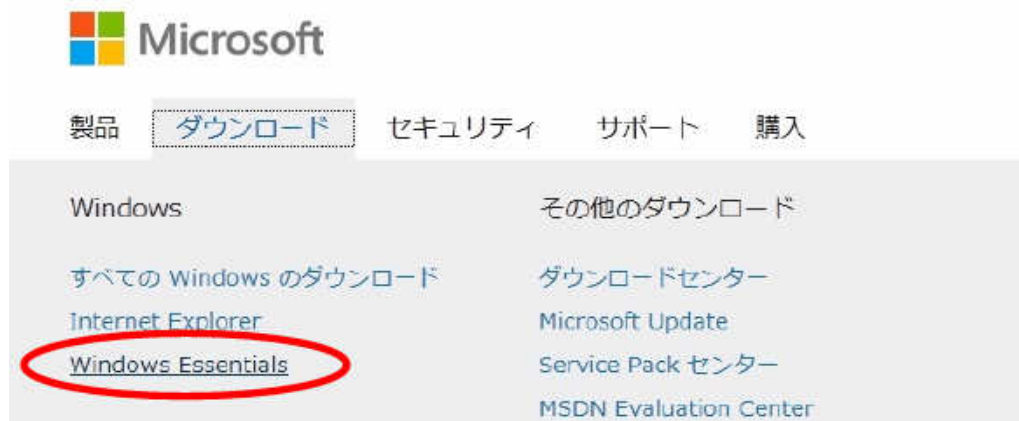 Microsoft
製品 ダウンロード セキュリティ サポート 購入
Windows
すべての Windows のダウンロード
Internet Explorer
Windows Essentials
その他のダウンロード
ダウンロードセンター
Microsoft Update
Service Pack センター
MSDN Evaluation Center